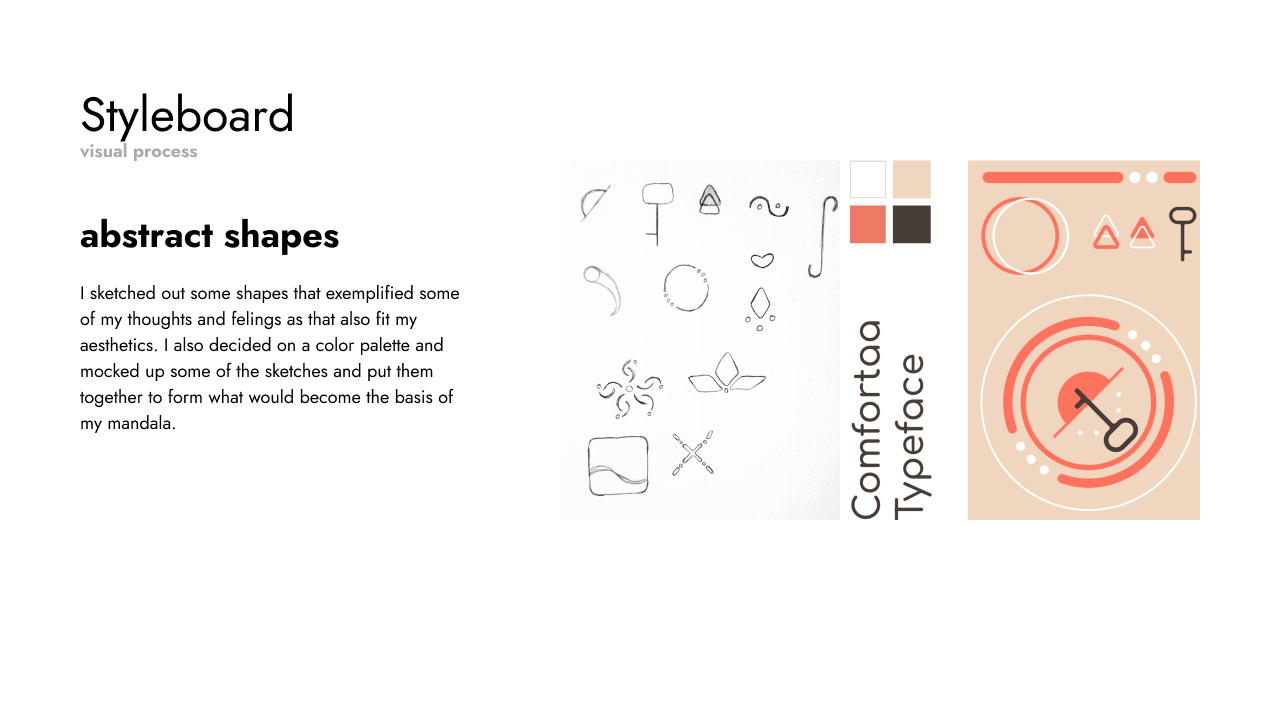 Styleboard
visual process
abstract shapes
I sketched out some shapes that exemplified some
of my thoughts and felings as that also fit my
aesthetics. I also decided on a color palette and
mocked up some of the sketches and put them
together to form what would become the basis of
my mandala.
Comfortaa
Typeface